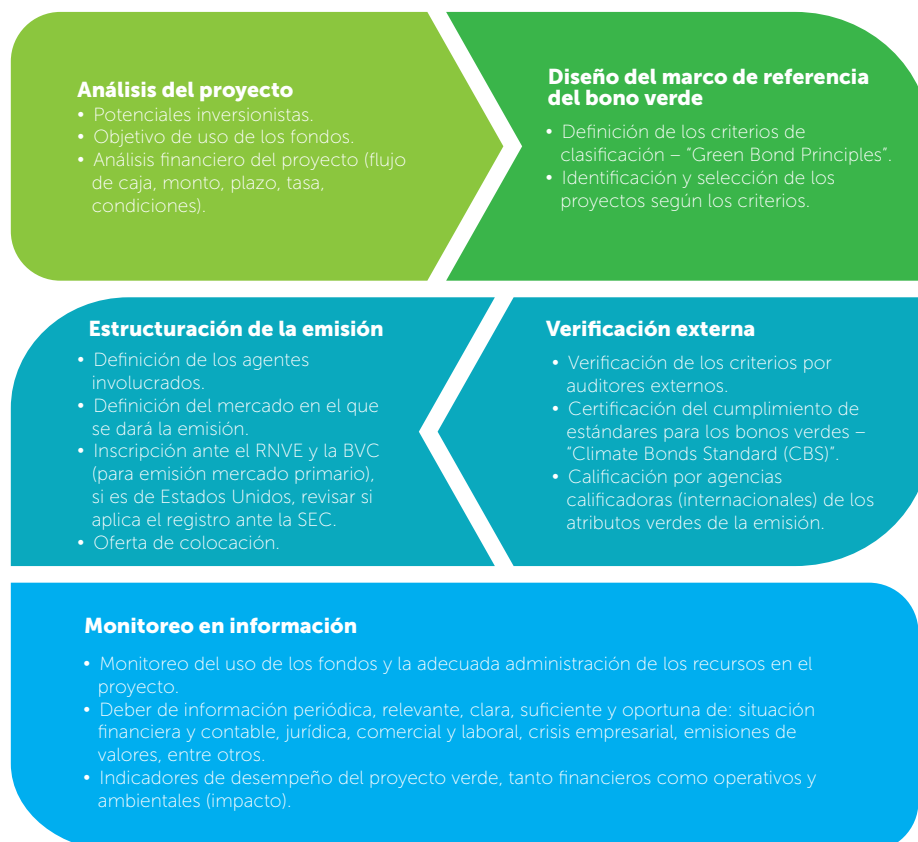 Análisis del proyecto
• Potenciales inversionistas.
• Objetivo de uso de los fondos.
• Análisis financiero del proyecto (flujo
de caja, monto, plazo, tasa,
condiciones).
Diseño del marco de referencia
del bono verde
• Definición de los criterios de
clasificación – "Green Bond Principles".
• Identificación y selección de los
proyectos según los criterios.
Verificación externa
• Verificación de los criterios por
auditores externos.
• Certificación del cumplimiento de
estándares para los bonos verdes –
"Climate Bonds Standard (CBS)".
• Calificación por agencias
calificadoras (internacionales) de los
atributos verdes de la emisión.
Estructuración de la emisión
• Definición de los agentes
involucrados.
• Definición del mercado en el que
se dará la emisión.
• Inscripción ante el RNVE y la BVC
(para emisión mercado primario),
si es de Estados Unidos, revisar si
aplica el registro ante la SEC.
• Oferta de colocación.
Monitoreo en información
• Monitoreo del uso de los fondos y la adecuada administración de los recursos en el
proyecto.
• Deber de información periódica, relevante, clara, suficiente y oportuna de: situación
financiera y contable, jurídica, comercial y laboral, crisis empresarial, emisiones de
valores, entre otros.
• Indicadores de desempeño del proyecto verde, tanto financieros como operativos y
ambientales (impacto).